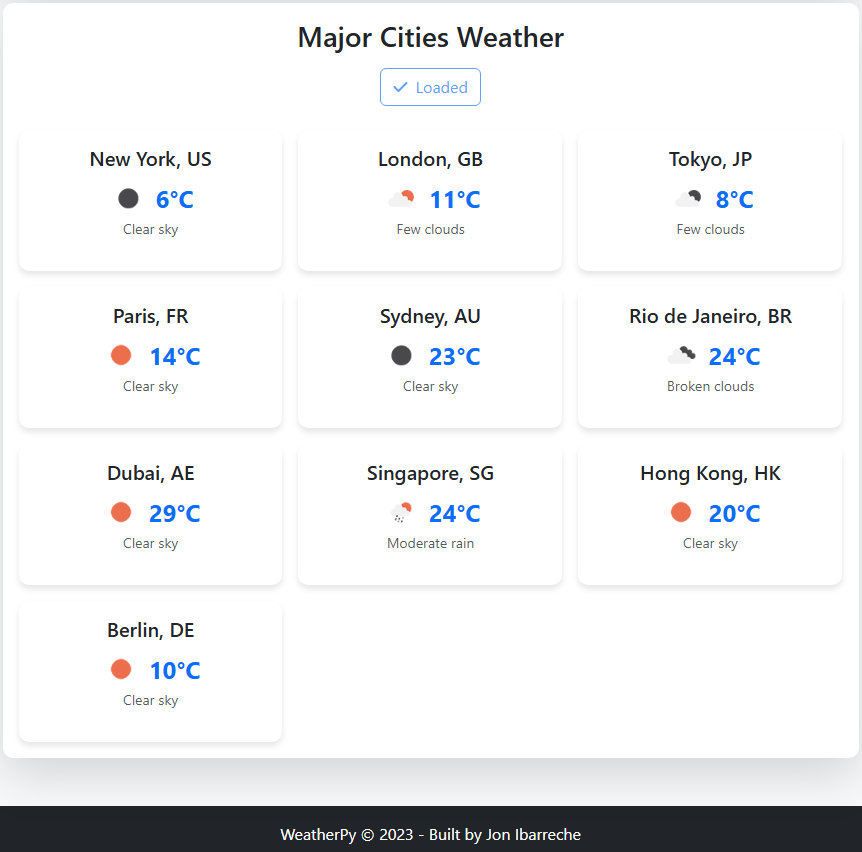 Major Cities Weather
Loaded
New York, US
6°C
Clear sky
London, GB
11°C
Few clouds
Tokyo, JP
8°C
Few clouds
Paris, FR
14°C
Clear sky
Sydney, AU
23°C
Clear sky
Rio de Janeiro, BR
24°C
Broken clouds
Dubai, AE
29°C
Clear sky
Singapore, SG
24°C
Moderate rain
Hong Kong, HK
20°C
Clear sky
Berlin, DE
10°C
Clear sky
WeatherPy © 2023 - Built by Jon Ibarreche